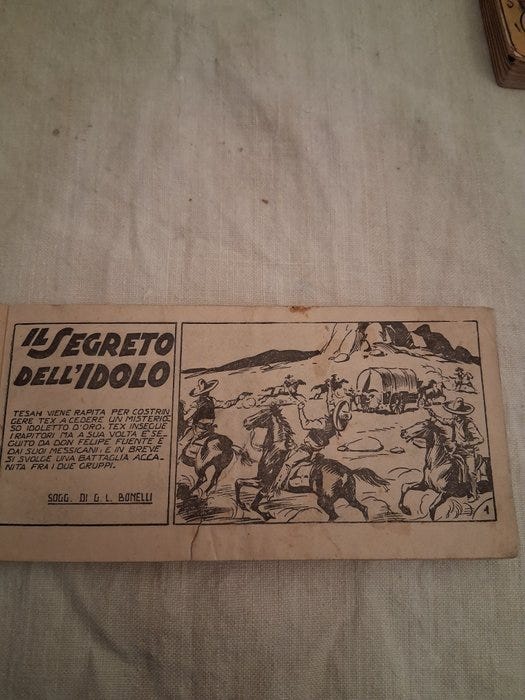 IL SEGRETO
DELL'IDOLO
TESAH VIENE RAPITA PER COSTRIN
GERE TEX A CEDERE UN MISTERIO
SO IDOLETTO D'ORO. TEX INSEGUE
I RAPITORI MA A SUA VOLTA E' SE
GUITO DA DON FELIPE FUENTE E
DAI SUOI MESSICANI, E IN BREVE
SI SVOLGE UNA BATTAGLIA ACCA-
NITA FRA I DUE GRUPPI.
SOGG. DI G. L. BONELLI
1